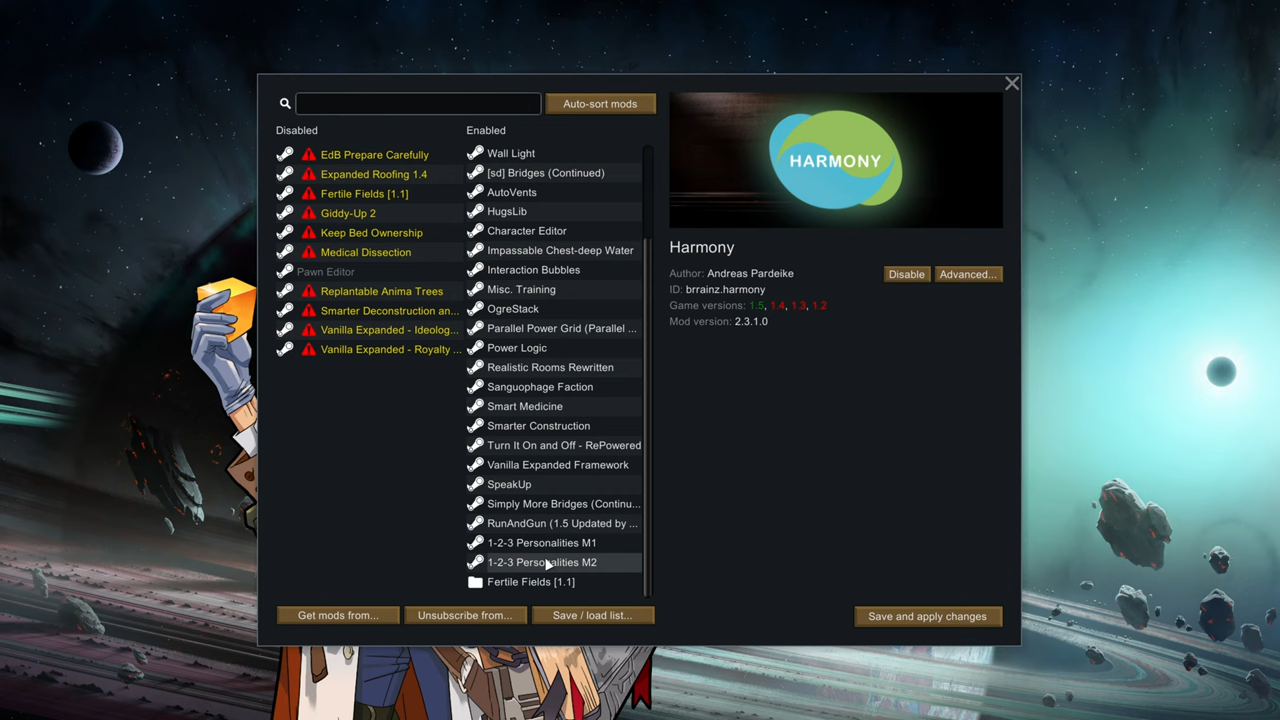 Auto-sort mods
Disabled
EdB Prepare Carefully
Expanded Roofing 1.4
Fertile Fields [1.1]
Giddy-Up 2
Keep Bed Ownership
Medical Dissection
Pawn Editor
Replantable Anima Trees
Smarter Deconstruction an...
Vanilla Expanded - Ideolog...
Vanilla Expanded - Royalty ...
Enabled
Wall Light
[sd] Bridges (Continued)
AutoVents
HugsLib
Character Editor
Impassable Chest-deep Water
Interaction Bubbles
Misc. Training
OgreStack
Parallel Power Grid (Parallel ...
Power Logic
Realistic Rooms Rewritten
Sanguophage Faction
Smart Medicine
Smarter Construction
Turn It On and Off - RePowered
Vanilla Expanded Framework
SpeakUp
Simply More Bridges (Continu...
RunAndGun (1.5 Updated by ...
1-2-3 Personalities M1
1-2-3 Personalities M2
Fertile Fields [1.1]
Get mods from...
Unsubscribe from...
Save / load list...
HARMONY
Harmony
Author: Andreas Pardeike
ID: brrainz.harmony
Game versions: 1.5, 1.4, 1.3, 1.2
Mod version: 2.3.1.0
Disable
Advanced...
Save and apply changes